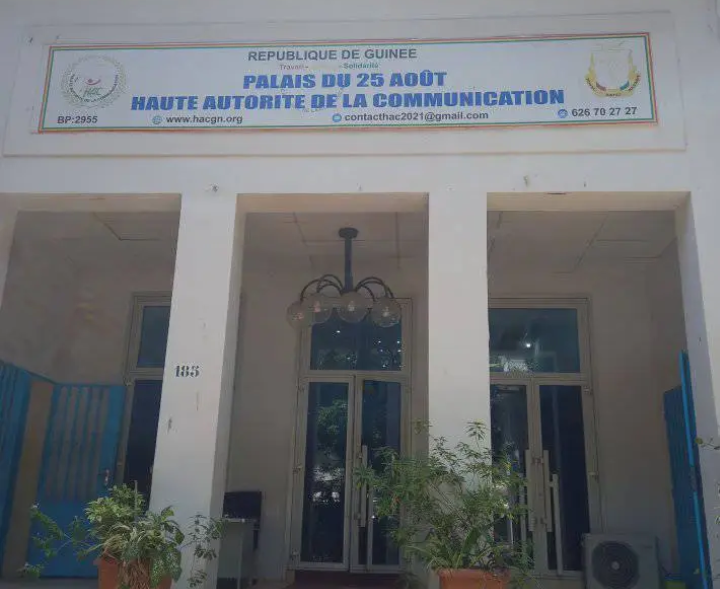 REPUBLIQUE DE GUINEE
Travail - Solidarité
PALAIS DU 25 AOÛT
HAUTE AUTORITE DE LA COMMUNICATION
HAC
BP:2955 www.hacgn.org contacthac2021@gmail.com 626 70 27 27
185